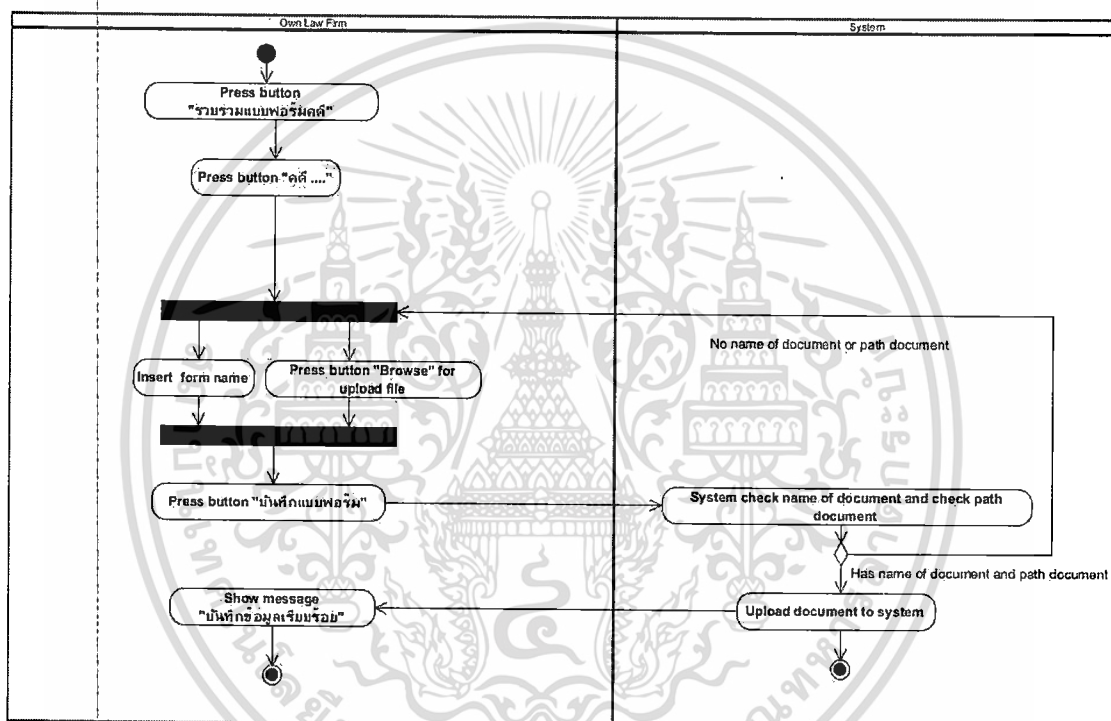 Own Law Firm
System
Press button
"รวบรวมแบบฟอร์มคดี"
Press button "คดี ...."
No name of document or path document
Insert form name
Press button "Browse" for
upload file
Press button "บันทึกแบบฟอร์ม"
System check name of document and check path
document
Has name of document and path document
Show message
"บันทึกข้อมูลเรียบร้อย"
Upload document to system